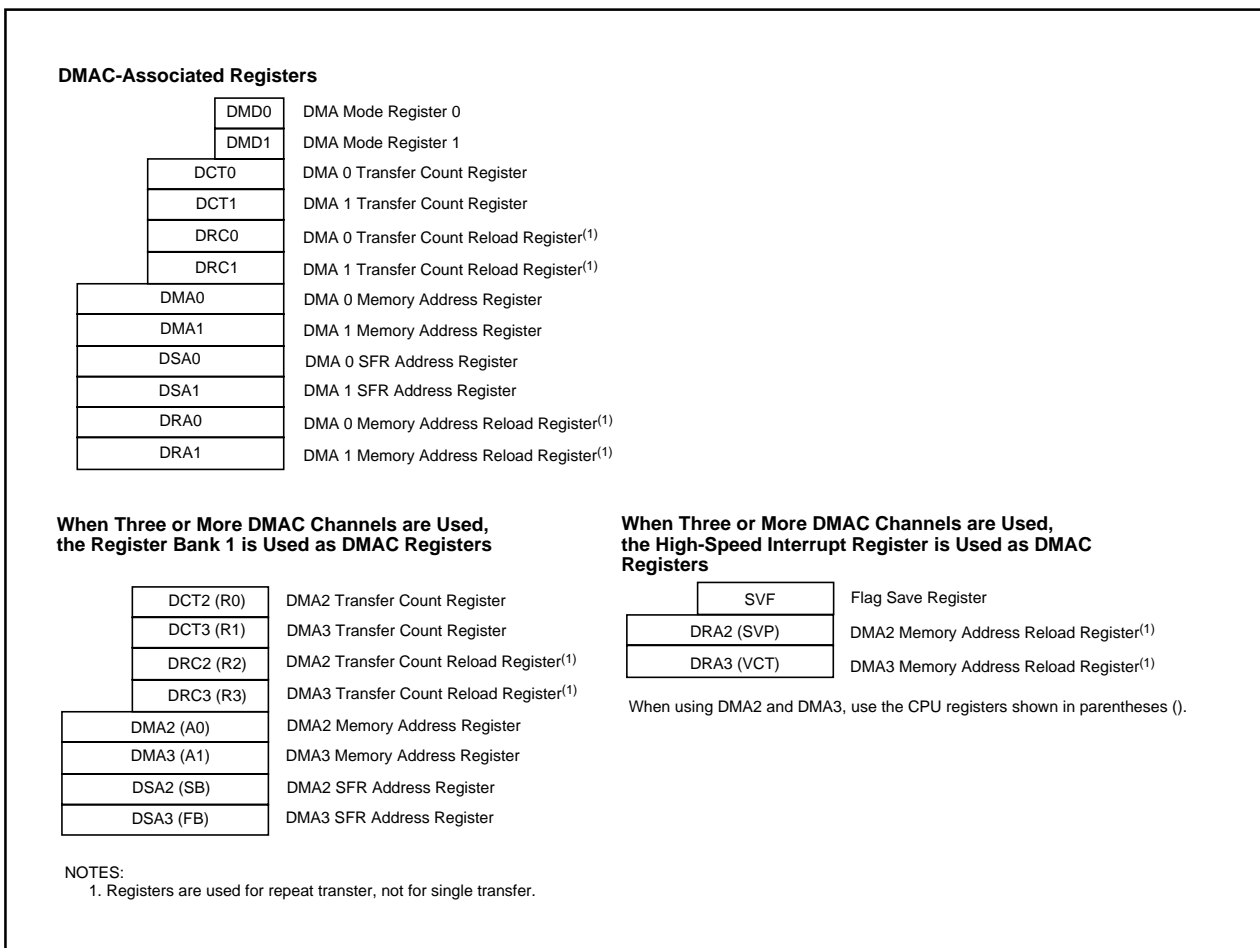 DMAC-Associated Registers
DMD0 DMA Mode Register 0
DMD1 DMA Mode Register 1
DCT0 DMA 0 Transfer Count Register
DCT1 DMA 1 Transfer Count Register
DRC0 DMA 0 Transfer Count Reload Register(1)
DRC1 DMA 1 Transfer Count Reload Register(1)
DMA0 DMA 0 Memory Address Register
DMA1 DMA 1 Memory Address Register
DSA0 DMA 0 SFR Address Register
DSA1 DMA 1 SFR Address Register
DRA0 DMA 0 Memory Address Reload Register(1)
DRA1 DMA 1 Memory Address Reload Register(1)
When Three or More DMAC Channels are Used,
the Register Bank 1 is Used as DMAC Registers
DCT2 (R0) DMA2 Transfer Count Register
DCT3 (R1) DMA3 Transfer Count Register
DRC2 (R2) DMA2 Transfer Count Reload Register(1)
DRC3 (R3) DMA3 Transfer Count Reload Register(1)
DMA2 (A0) DMA2 Memory Address Register
DMA3 (A1) DMA3 Memory Address Register
DSA2 (SB) DMA2 SFR Address Register
DSA3 (FB) DMA3 SFR Address Register
When Three or More DMAC Channels are Used,
the High-Speed Interrupt Register is Used as DMAC
Registers
SVF Flag Save Register
DRA2 (SVP) DMA2 Memory Address Reload Register(1)
DRA3 (VCT) DMA3 Memory Address Reload Register(1)
When using DMA2 and DMA3, use the CPU registers shown in parentheses ().
NOTES:
1. Registers are used for repeat transter, not for single transfer.